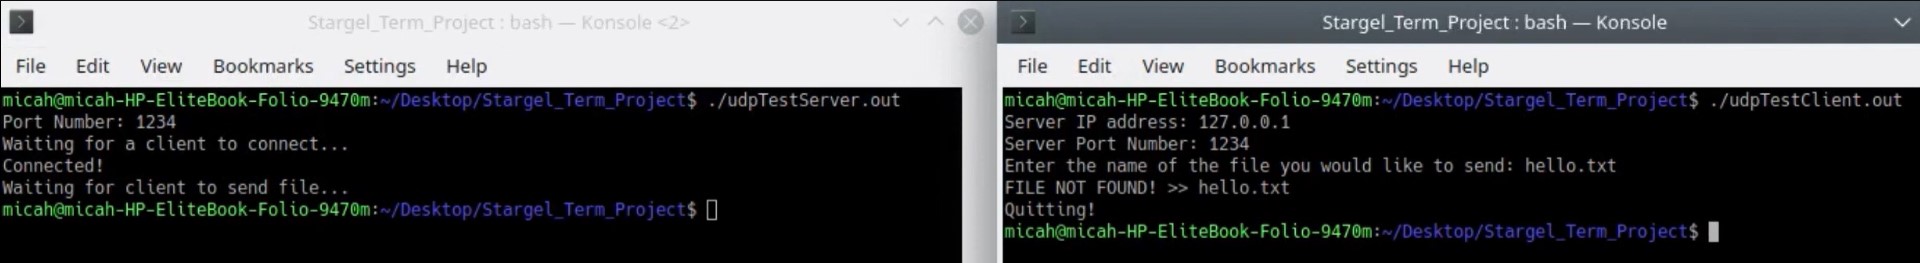 Stargel_Term_Project : bash — Konsole <2>
File Edit View Bookmarks Settings Help
micah@micah-HP-EliteBook-Folio-9470m:~/Desktop/Stargel_Term_Project$ ./udpTestServer.out
Port Number: 1234
Waiting for a client to connect...
Connected!
Waiting for client to send file...
micah@micah-HP-EliteBook-Folio-9470m:~/Desktop/Stargel_Term_Project$
Stargel_Term_Project : bash — Konsole
File Edit View Bookmarks Settings Help
micah@micah-HP-EliteBook-Folio-9470m:~/Desktop/Stargel_Term_Project$ ./udpTestClient.out
Server IP address: 127.0.0.1
Server Port Number: 1234
Enter the name of the file you would like to send: hello.txt
FILE NOT FOUND! >> hello.txt
Quitting!
micah@micah-HP-EliteBook-Folio-9470m:~/Desktop/Stargel_Term_Project$